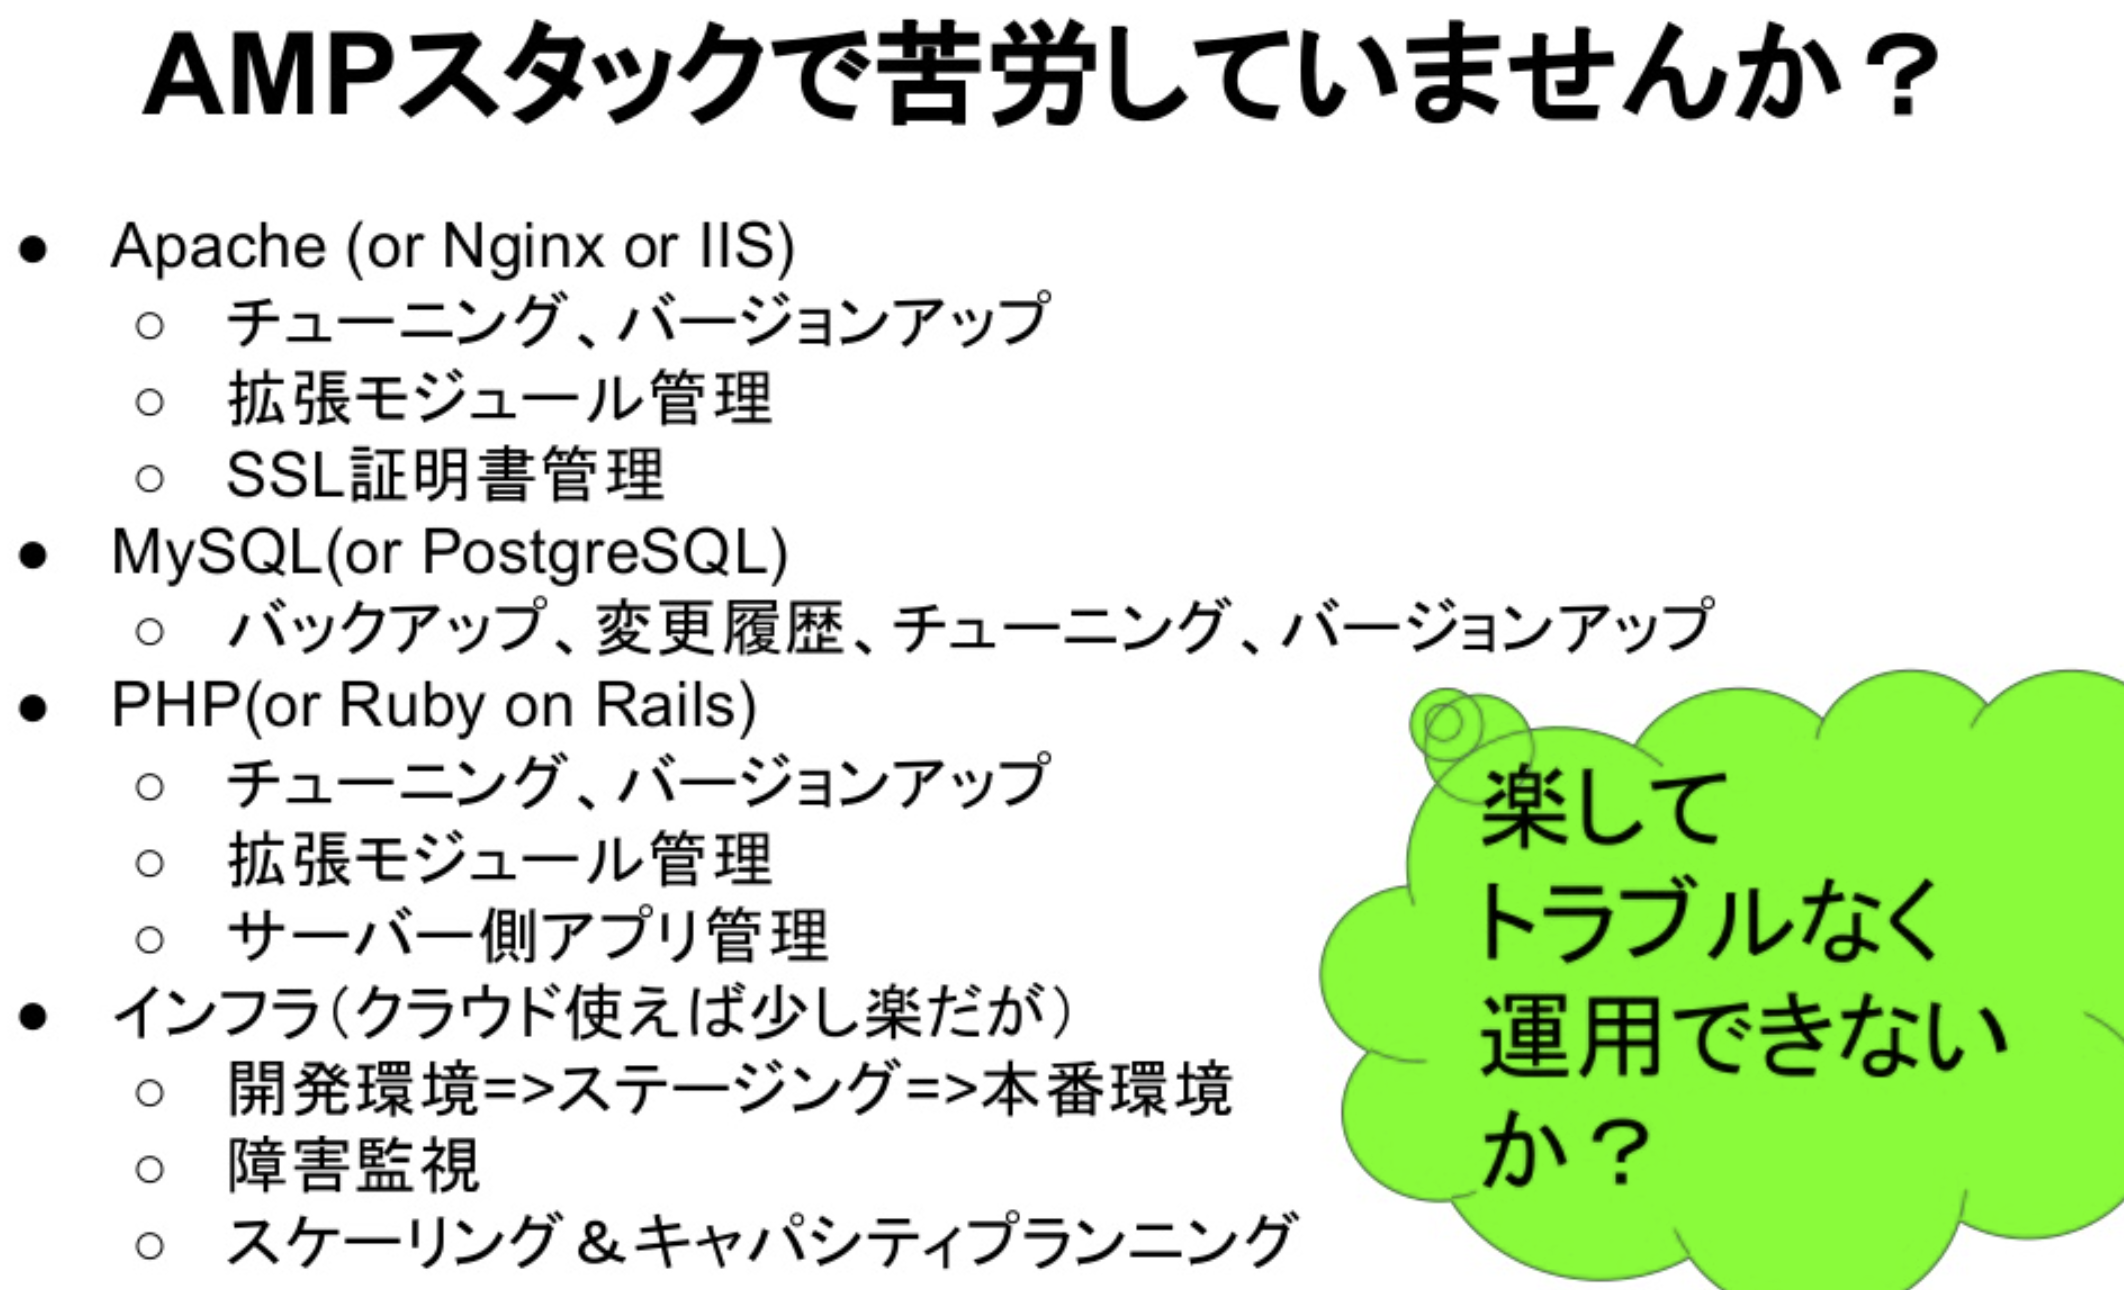 AMPスタックで苦労していませんか？
● Apache (or Nginx or IIS)
○ チューニング、バージョンアップ
○ 拡張モジュール管理
○ SSL証明書管理
● MySQL(or PostgreSQL)
○ バックアップ、変更履歴、チューニング、バージョンアップ
● PHP(or Ruby on Rails)
○ チューニング、バージョンアップ
○ 拡張モジュール管理
○ サーバー側アプリ管理
● インフラ（クラウド使えば少し楽だが）
○ 開発環境=>ステージング=>本番環境
○ 障害監視
○ スケーリング＆キャパシティプランニング
楽して
トラブルなく
運用できない
か？